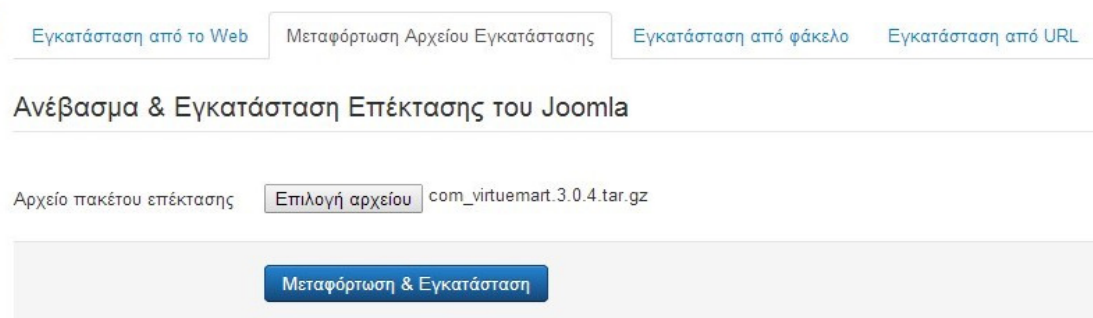 Εγκατάσταση από το Web Μεταφόρτωση Αρχείου Εγκατάστασης Εγκατάσταση από φάκελο Εγκατάσταση από URL
Ανέβασμα & Εγκατάσταση Επέκτασης του Joomla
Αρχείο πακέτου επέκτασης Επιλογή αρχείου com_virtuemart.3.0.4.tar.gz
Μεταφόρτωση & Εγκατάσταση